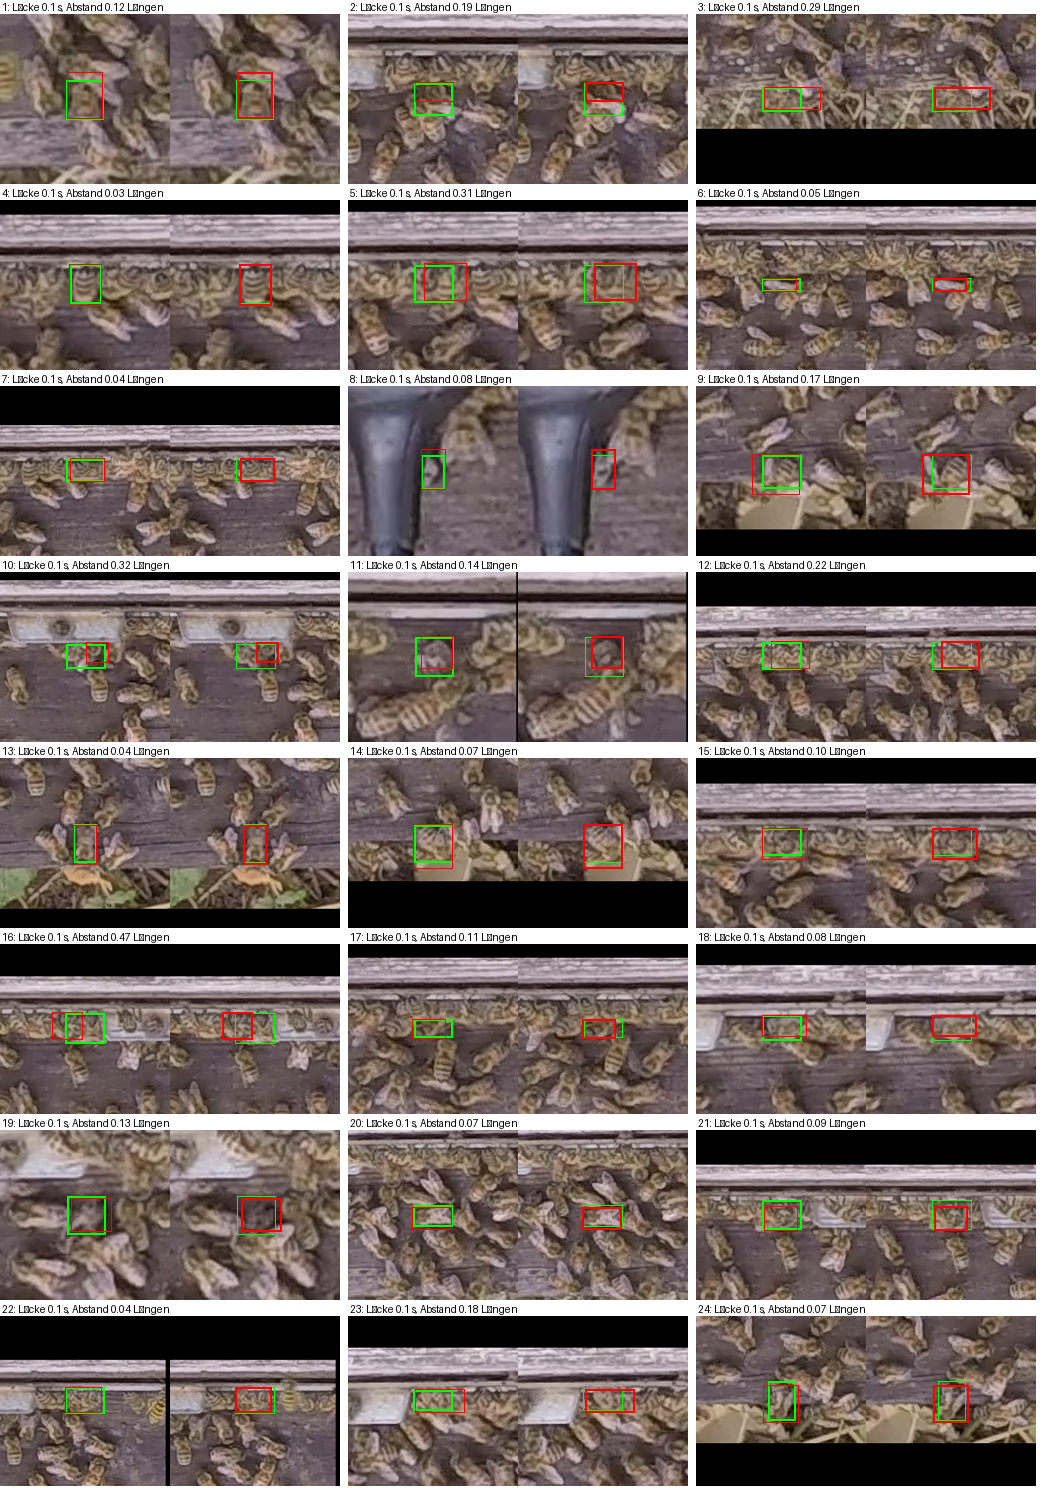 1: L□cke 0.1 s, Abstand 0.12 L□ngen
2: L□cke 0.1 s, Abstand 0.19 L□ngen
3: L□cke 0.1 s, Abstand 0.29 L□ngen
4: L□cke 0.1 s, Abstand 0.03 L□ngen
5: L□cke 0.1 s, Abstand 0.31 L□ngen
6: L□cke 0.1 s, Abstand 0.05 L□ngen
7: L□cke 0.1 s, Abstand 0.04 L□ngen
8: L□cke 0.1 s, Abstand 0.08 L□ngen
9: L□cke 0.1 s, Abstand 0.17 L□ngen
10: L□cke 0.1 s, Abstand 0.32 L□ngen
11: L□cke 0.1 s, Abstand 0.14 L□ngen
12: L□cke 0.1 s, Abstand 0.22 L□ngen
13: L□cke 0.1 s, Abstand 0.04 L□ngen
14: L□cke 0.1 s, Abstand 0.07 L□ngen
15: L□cke 0.1 s, Abstand 0.10 L□ngen
16: L□cke 0.1 s, Abstand 0.47 L□ngen
17: L□cke 0.1 s, Abstand 0.11 L□ngen
18: L□cke 0.1 s, Abstand 0.08 L□ngen
19: L□cke 0.1 s, Abstand 0.13 L□ngen
20: L□cke 0.1 s, Abstand 0.07 L□ngen
21: L□cke 0.1 s, Abstand 0.09 L□ngen
22: L□cke 0.1 s, Abstand 0.04 L□ngen
23: L□cke 0.1 s, Abstand 0.18 L□ngen
24: L□cke 0.1 s, Abstand 0.07 L□ngen